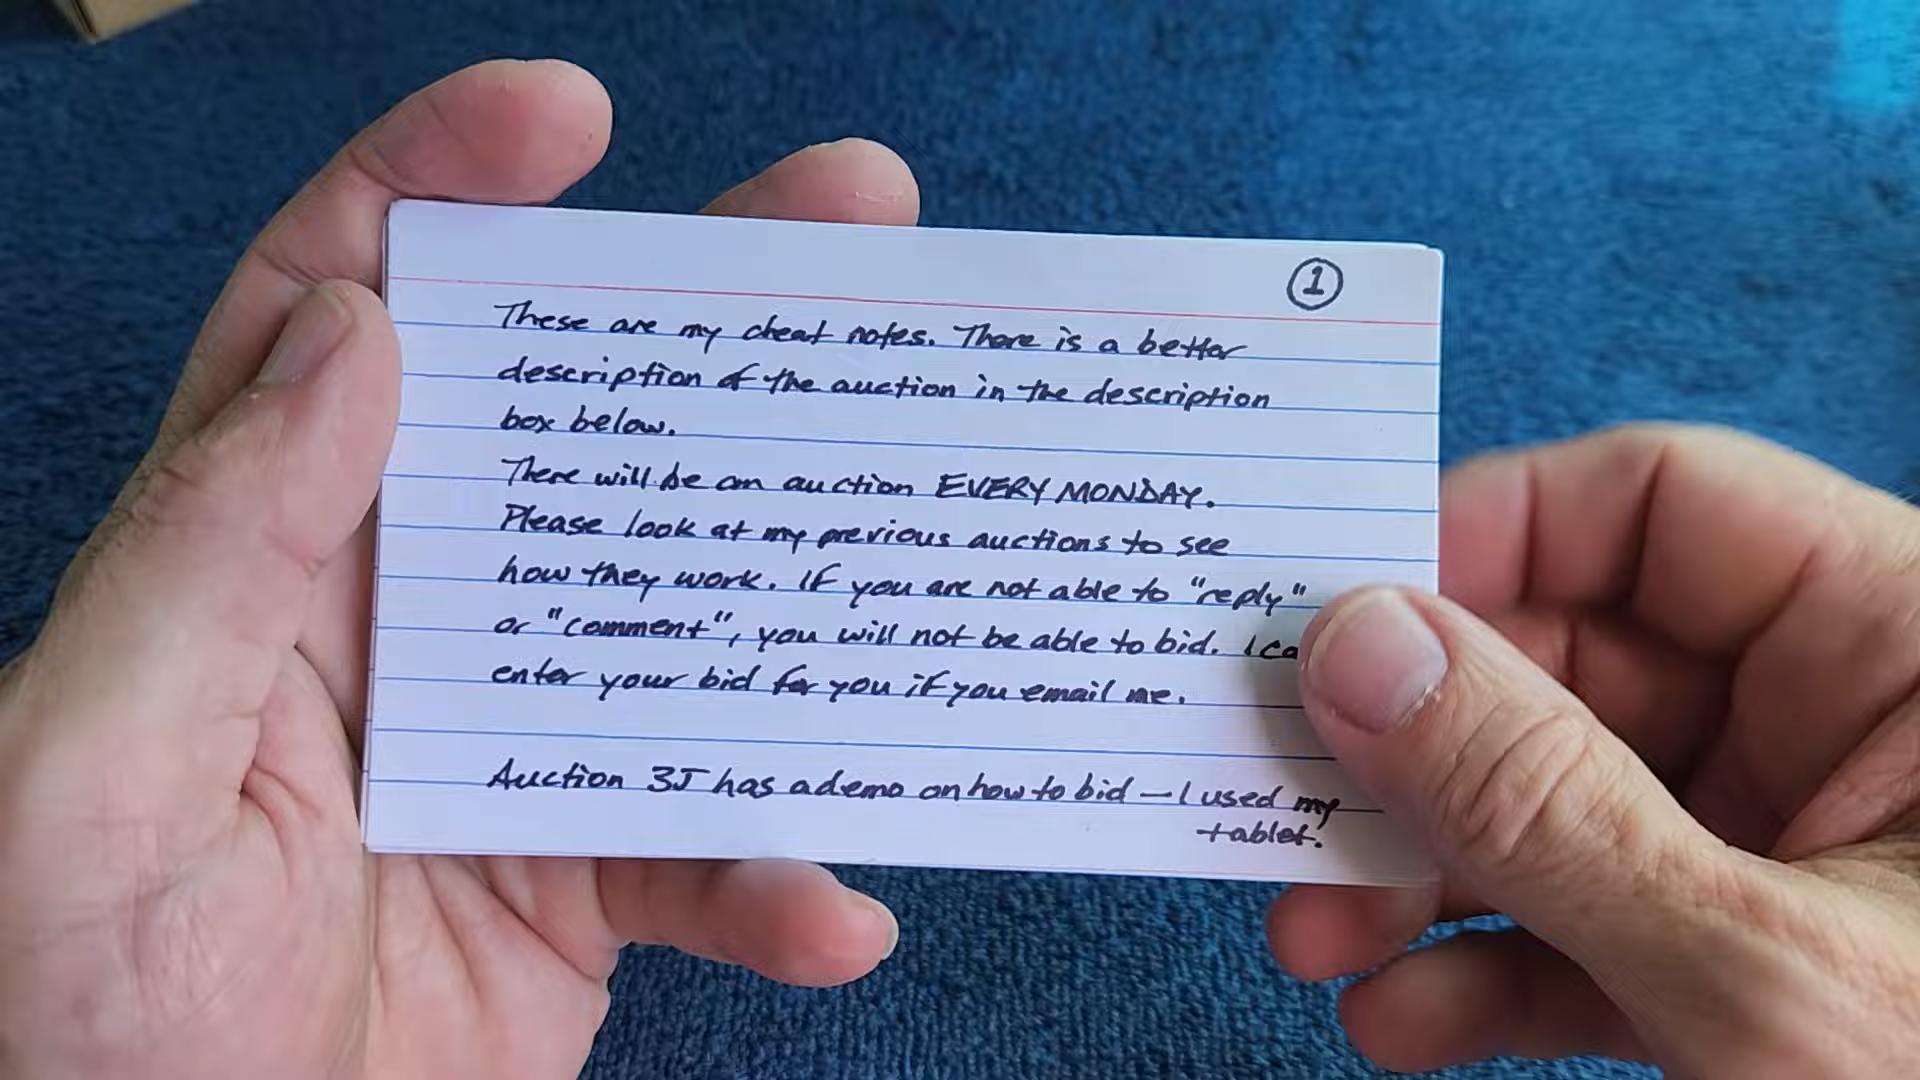 1
These are my cheat notes. There is a better
description of the auction in the description
box below.
There will be an auction EVERY MONDAY.
Please look at my previous auctions to see
how they work. If you are not able to "reply"
or "comment", you will not be able to bid. I
enter your bid for you if you email me.
Auction 3J has a demo on how to bid — I used my
tablet.